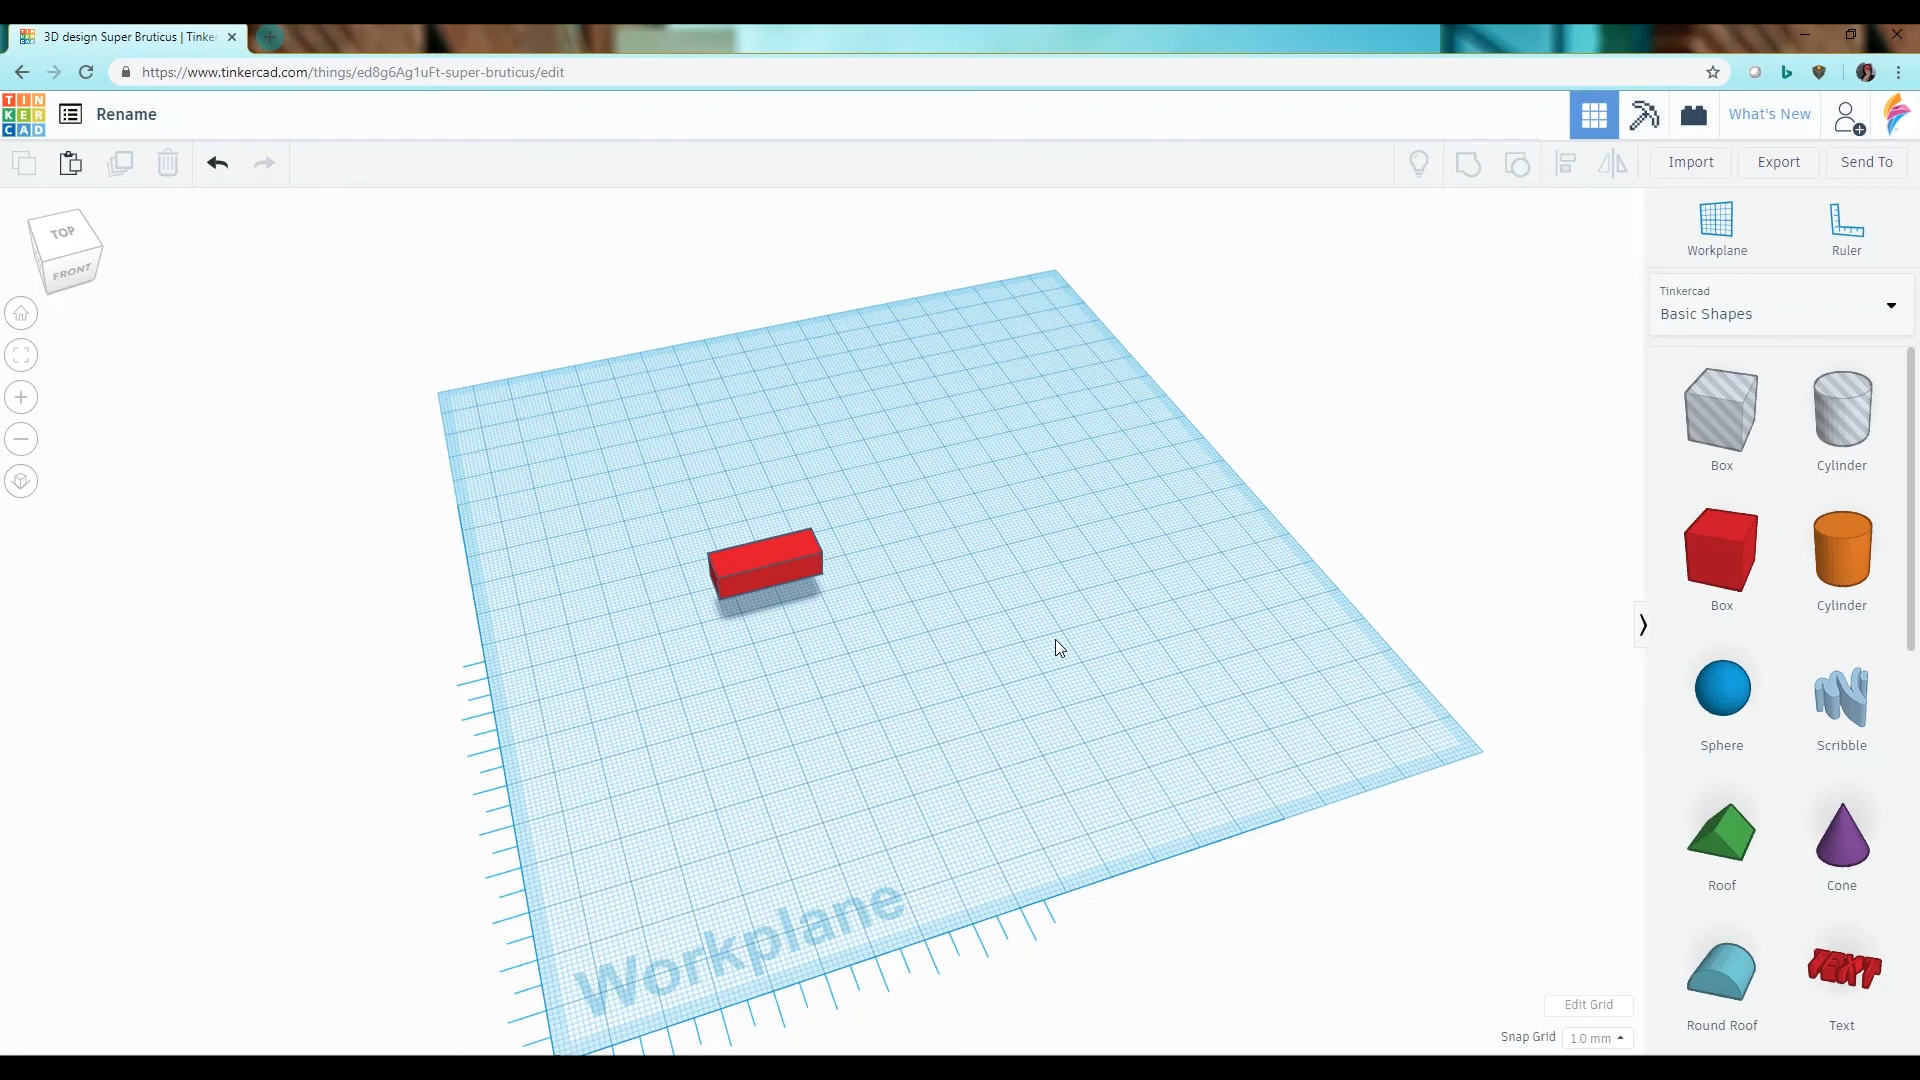 3D design Super Bruticus | Tinker
https://www.tinkercad.com/things/ed8g6Ag1uFt-super-bruticus/edit
TIN
KER
CAD
Rename
What's New
Import
Export
Send To
TOP
FRONT
Workplane
Ruler
Tinkercad
Basic Shapes
Box
Cylinder
Box
Cylinder
Sphere
Scribble
Roof
Cone
TEXT
Round Roof
Text
Workplane
Edit Grid
Snap Grid
1.0 mm